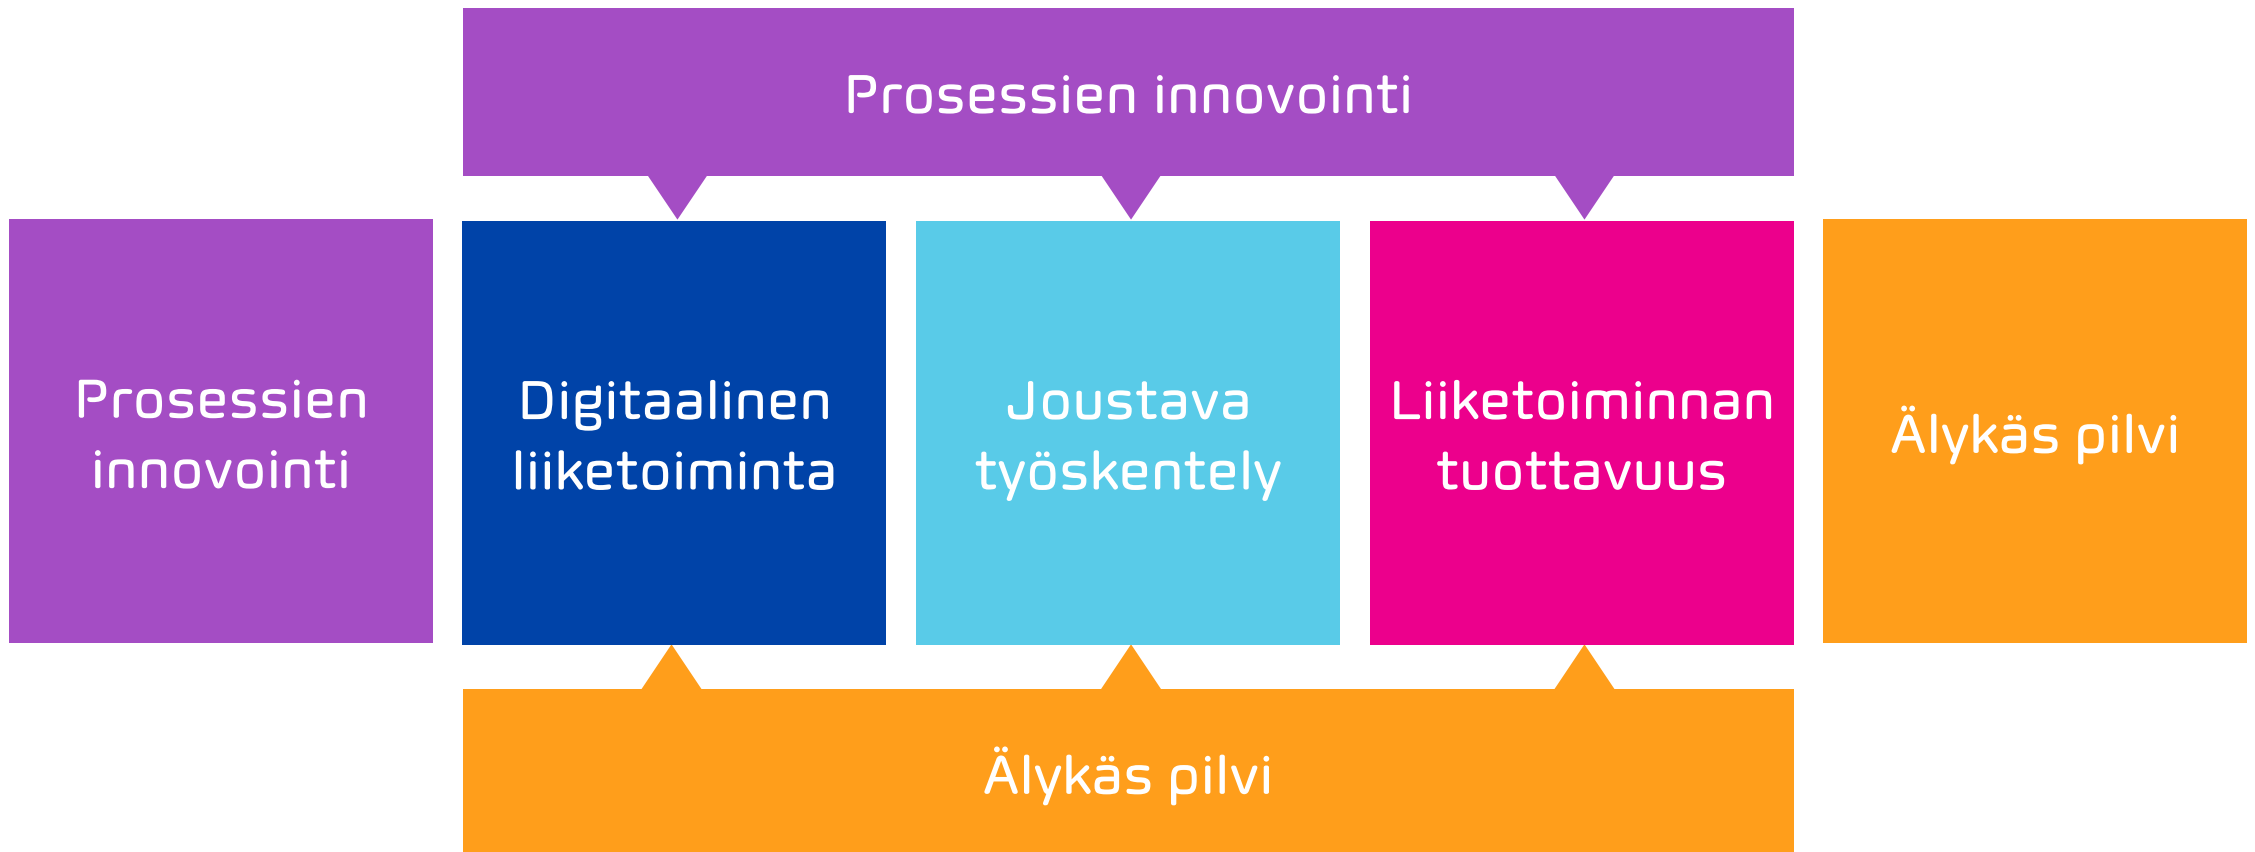 Prosessien innovointi
Prosessien
innovointi
Digitaalinen
liiketoiminta
Joustava
työskentely
Liiketoiminnan
tuottavuus
Älykäs pilvi
Älykäs pilvi